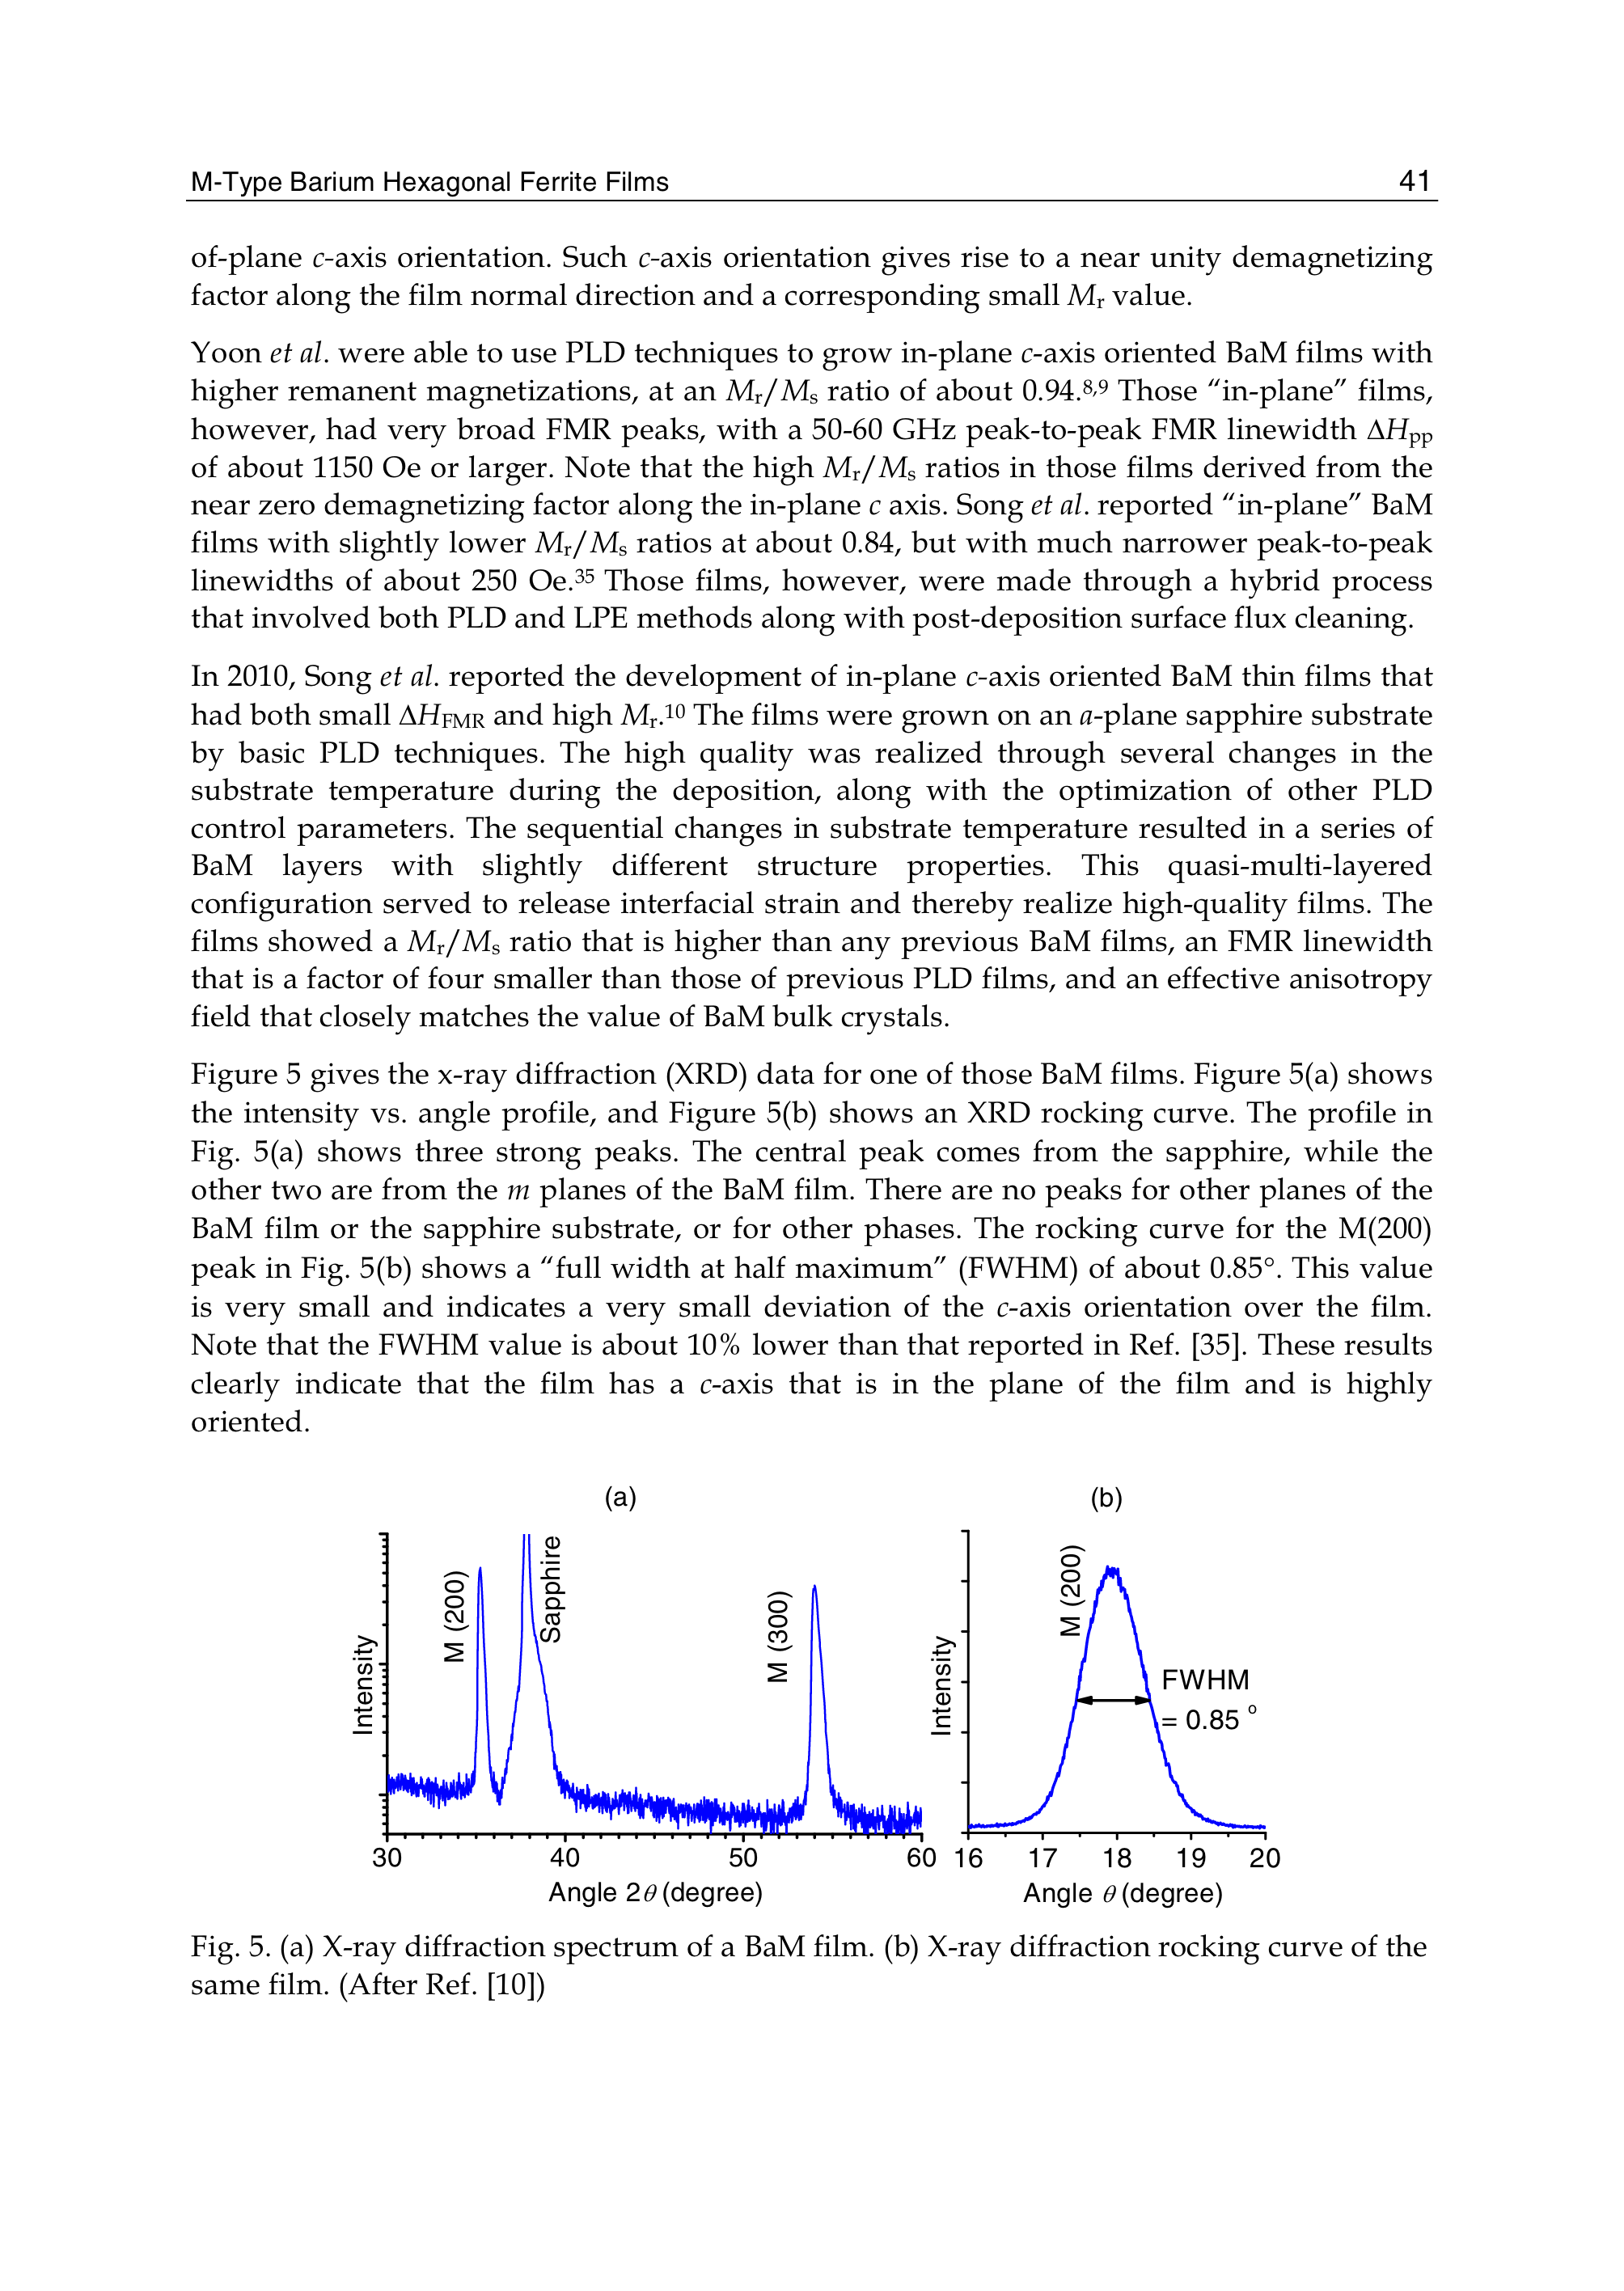 M-Type Barium Hexagonal Ferrite Films 41
of-plane c-axis orientation. Such c-axis orientation gives rise to a near unity demagnetizing
factor along the film normal direction and a corresponding small Mr value.
Yoon et al. were able to use PLD techniques to grow in-plane c-axis oriented BaM films with
higher remanent magnetizations, at an Mr/Ms ratio of about 0.94.8,9 Those “in-plane” films,
however, had very broad FMR peaks, with a 50-60 GHz peak-to-peak FMR linewidth ΔHpp
of about 1150 Oe or larger. Note that the high Mr/Ms ratios in those films derived from the
near zero demagnetizing factor along the in-plane c axis. Song et al. reported “in-plane” BaM
films with slightly lower Mr/Ms ratios at about 0.84, but with much narrower peak-to-peak
linewidths of about 250 Oe.35 Those films, however, were made through a hybrid process
that involved both PLD and LPE methods along with post-deposition surface flux cleaning.
In 2010, Song et al. reported the development of in-plane c-axis oriented BaM thin films that
had both small ΔHFMR and high Mr.10 The films were grown on an a-plane sapphire substrate
by basic PLD techniques. The high quality was realized through several changes in the
substrate temperature during the deposition, along with the optimization of other PLD
control parameters. The sequential changes in substrate temperature resulted in a series of
BaM layers with slightly different structure properties. This quasi-multi-layered
configuration served to release interfacial strain and thereby realize high-quality films. The
films showed a Mr/Ms ratio that is higher than any previous BaM films, an FMR linewidth
that is a factor of four smaller than those of previous PLD films, and an effective anisotropy
field that closely matches the value of BaM bulk crystals.
Figure 5 gives the x-ray diffraction (XRD) data for one of those BaM films. Figure 5(a) shows
the intensity vs. angle profile, and Figure 5(b) shows an XRD rocking curve. The profile in
Fig. 5(a) shows three strong peaks. The central peak comes from the sapphire, while the
other two are from the m planes of the BaM film. There are no peaks for other planes of the
BaM film or the sapphire substrate, or for other phases. The rocking curve for the M(200)
peak in Fig. 5(b) shows a “full width at half maximum” (FWHM) of about 0.85°. This value
is very small and indicates a very small deviation of the c-axis orientation over the film.
Note that the FWHM value is about 10% lower than that reported in Ref. [35]. These results
clearly indicate that the film has a c-axis that is in the plane of the film and is highly
oriented.
(a)
Intensity
M (200)
Sapphire
M (300)
30 40 50 60
Angle 2θ (degree)
(b)
Intensity
M (200)
FWHM
= 0.85 °
16 17 18 19 20
Angle θ (degree)
Fig. 5. (a) X-ray diffraction spectrum of a BaM film. (b) X-ray diffraction rocking curve of the
same film. (After Ref. [10])